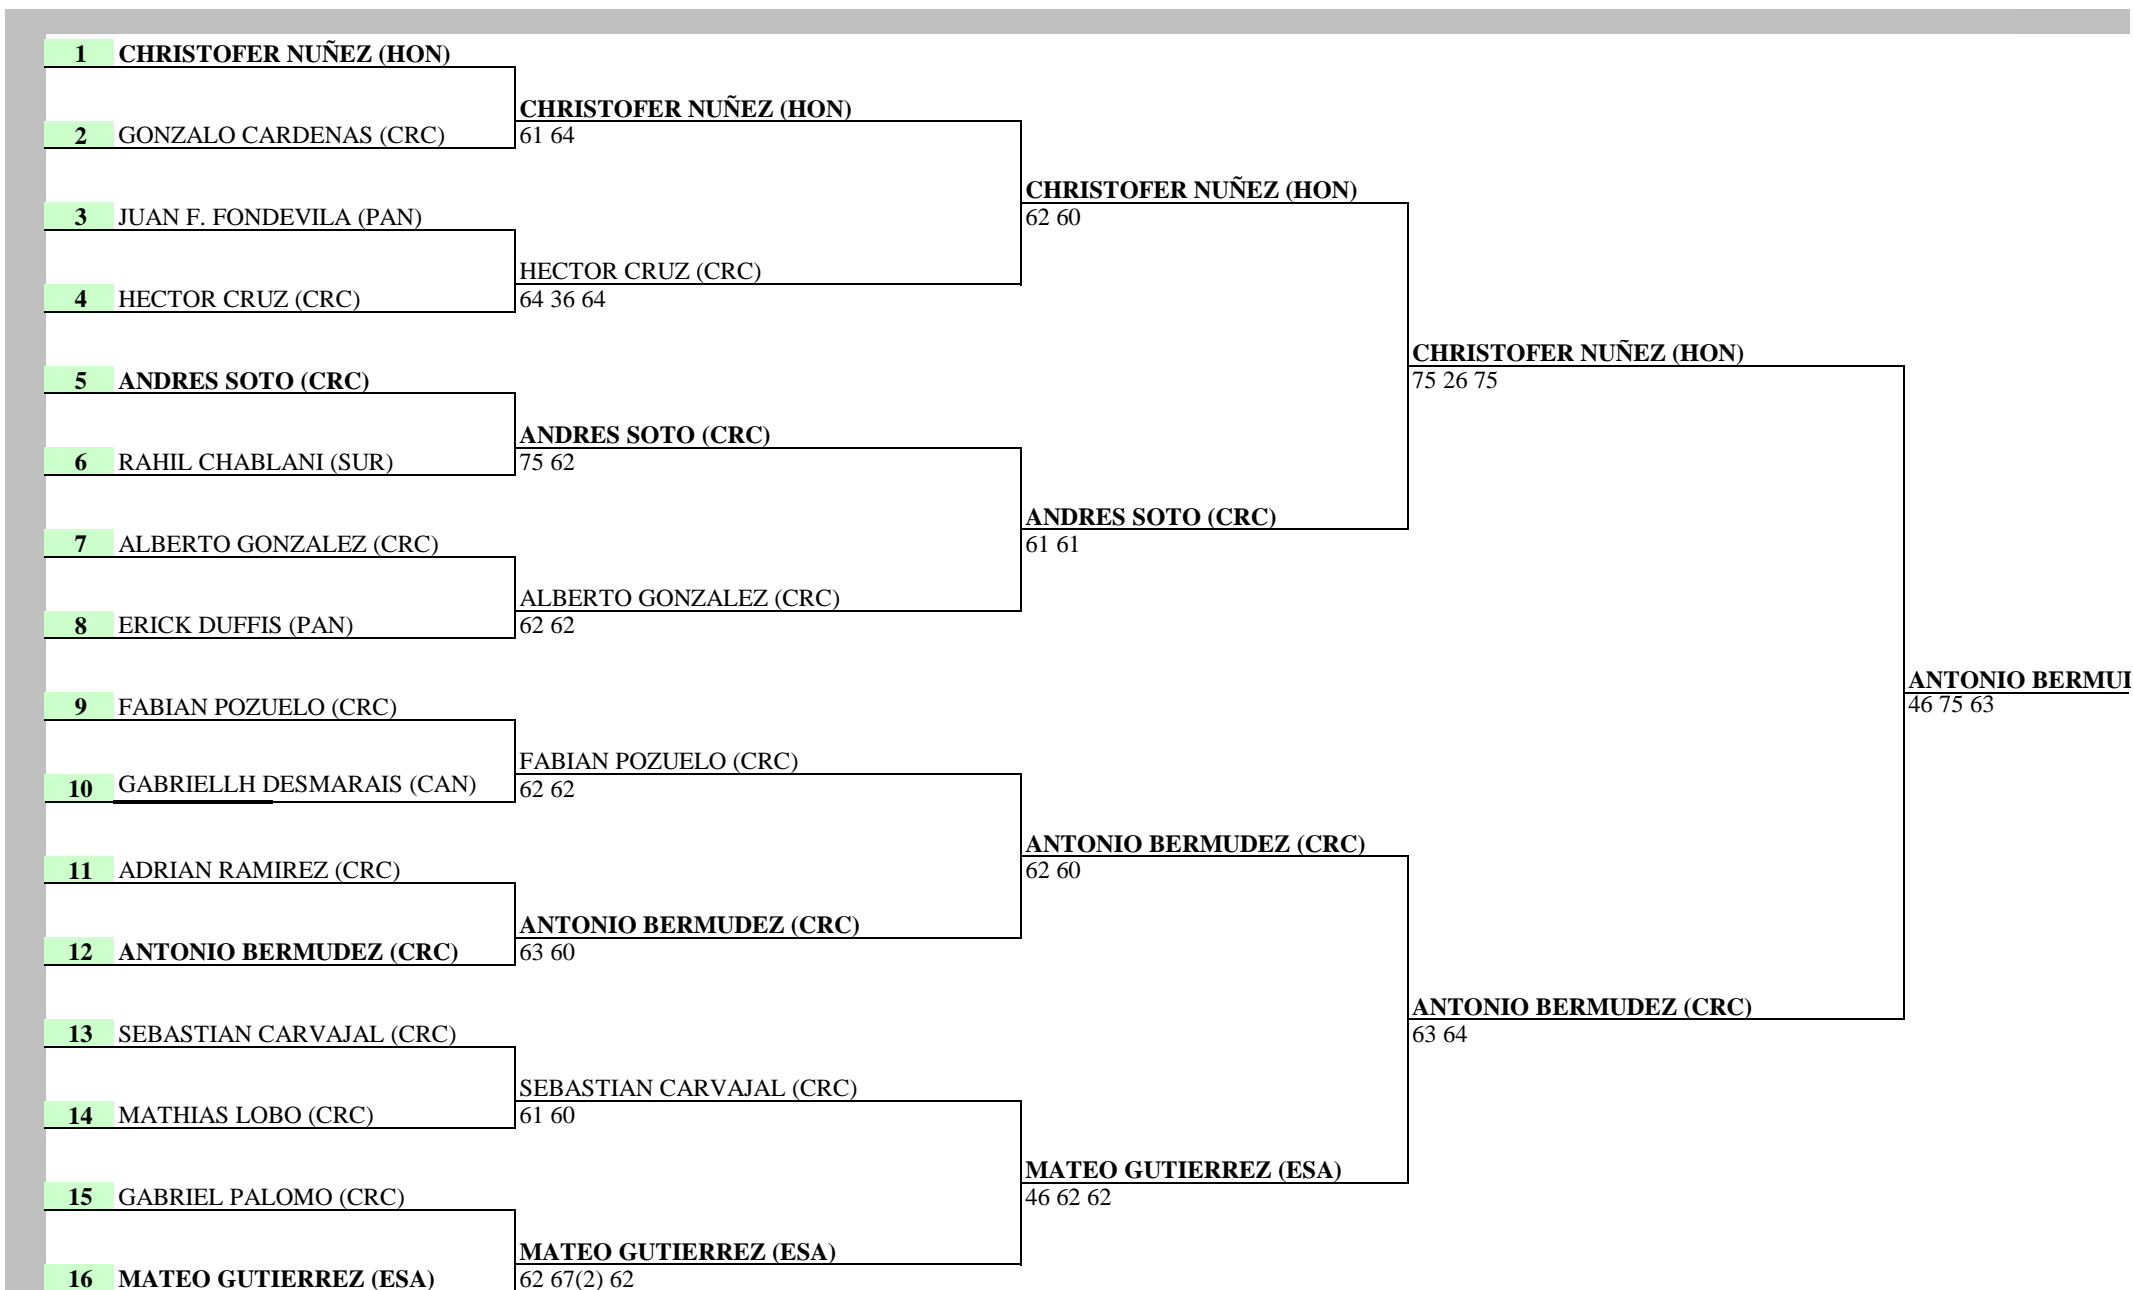 1 CHRISTOFER NUÑEZ (HON)
CHRISTOFER NUÑEZ (HON)
2 GONZALO CARDENAS (CRC) 61 64
CHRISTOFER NUÑEZ (HON)
3 JUAN F. FONDEVILA (PAN) 62 60
HECTOR CRUZ (CRC)
4 HECTOR CRUZ (CRC) 64 36 64
CHRISTOFER NUÑEZ (HON)
5 ANDRES SOTO (CRC) 75 26 75
ANDRES SOTO (CRC)
6 RAHIL CHABLANI (SUR) 75 62
ANDRES SOTO (CRC)
7 ALBERTO GONZALEZ (CRC) 61 61
ALBERTO GONZALEZ (CRC)
8 ERICK DUFFIS (PAN) 62 62
ANTONIO BERMU
9 FABIAN POZUELO (CRC) 46 75 63
FABIAN POZUELO (CRC)
10 GABRIELLH DESMARAIS (CAN) 62 62
ANTONIO BERMUDEZ (CRC)
11 ADRIAN RAMIREZ (CRC) 62 60
ANTONIO BERMUDEZ (CRC)
12 ANTONIO BERMUDEZ (CRC) 63 60
ANTONIO BERMUDEZ (CRC)
13 SEBASTIAN CARVAJAL (CRC) 63 64
SEBASTIAN CARVAJAL (CRC)
14 MATHIAS LOBO (CRC) 61 60
MATEO GUTIERREZ (ESA)
15 GABRIEL PALOMO (CRC) 46 62 62
MATEO GUTIERREZ (ESA)
16 MATEO GUTIERREZ (ESA) 62 67(2) 62